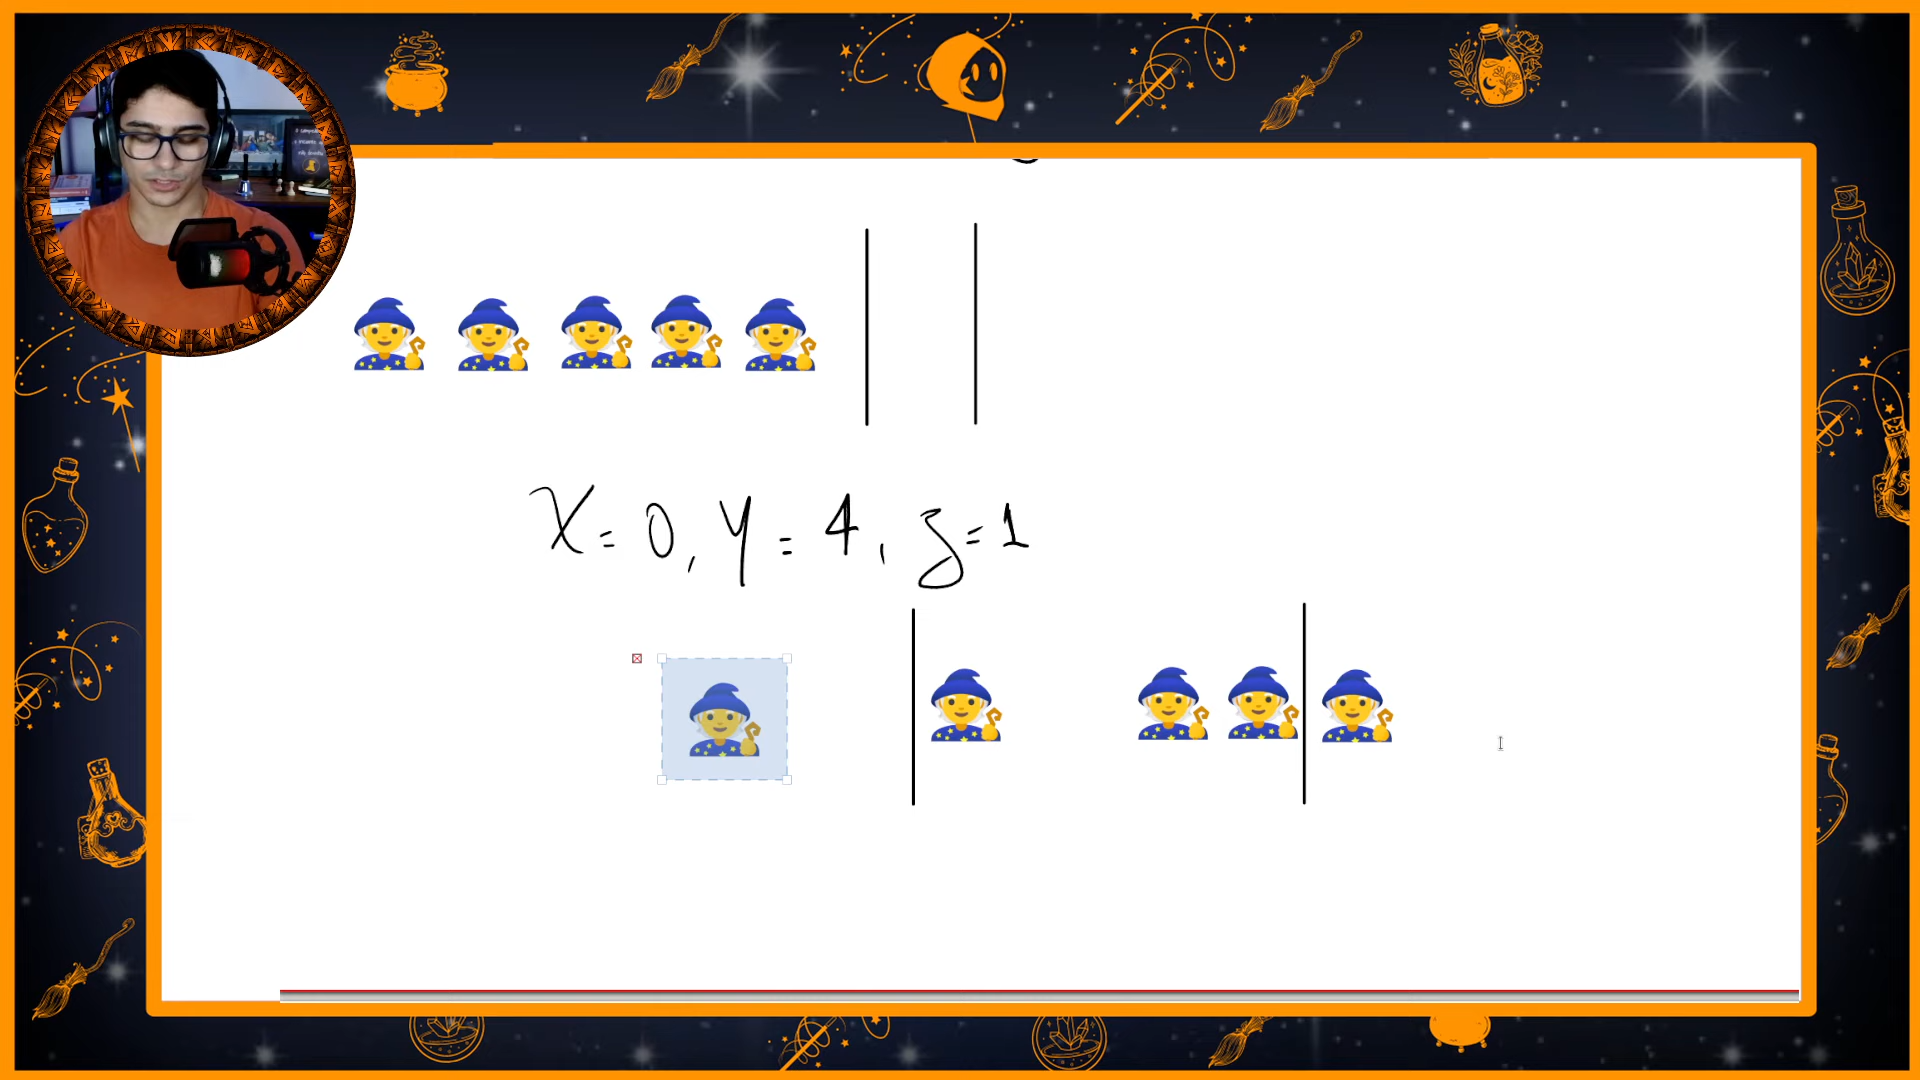 X = 0, Y = 4, z = 1